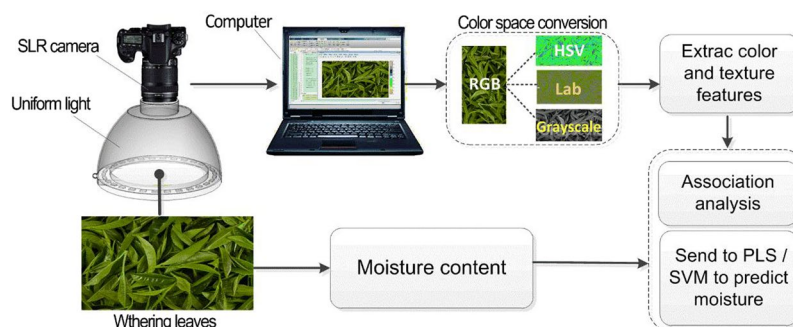 SLR camera
Uniform light
Computer
Color space conversion
RGB
HSV
Lab
Grayscale
Extrac color
and texture
features
Association
analysis
Send to PLS /
SVM to predict
moisture
Moisture content
Wthering leaves